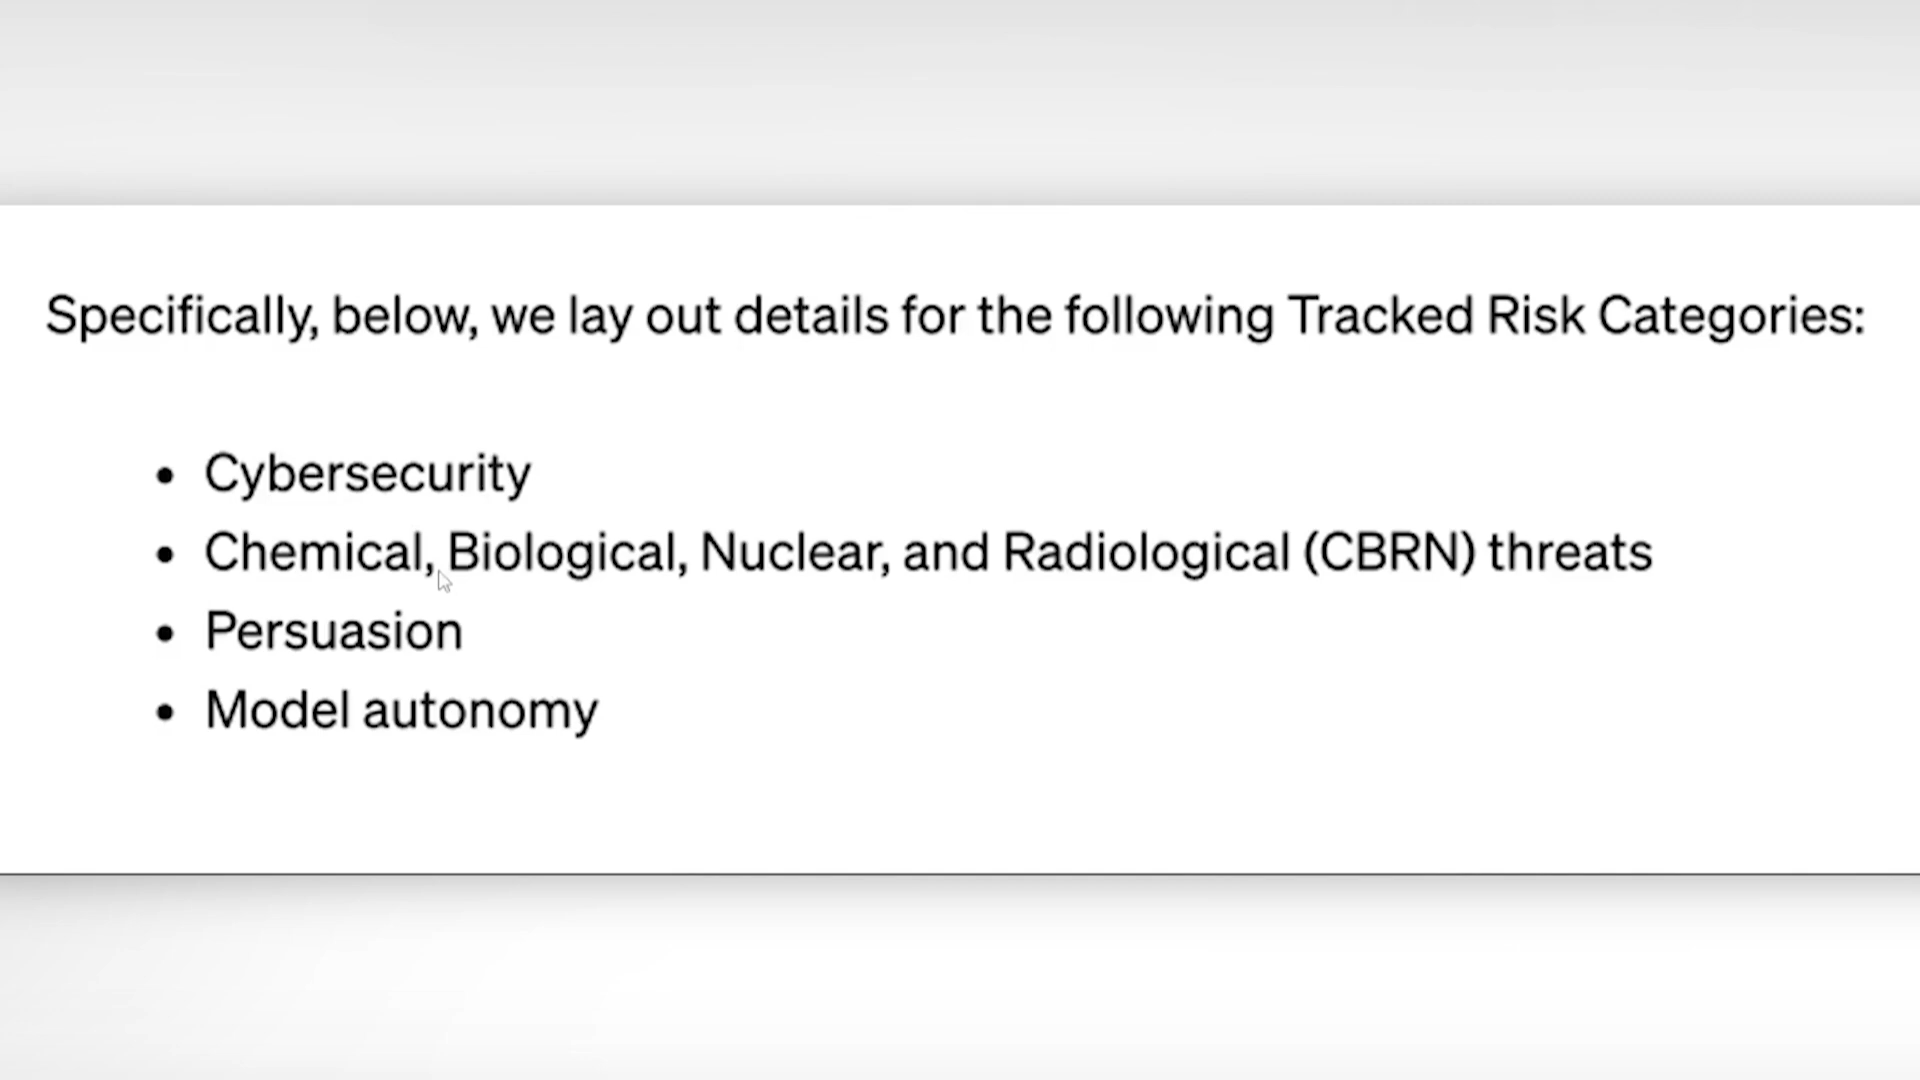 Specifically, below, we lay out details for the following Tracked Risk Categories:
• Cybersecurity
• Chemical, Biological, Nuclear, and Radiological (CBRN) threats
• Persuasion
• Model autonomy